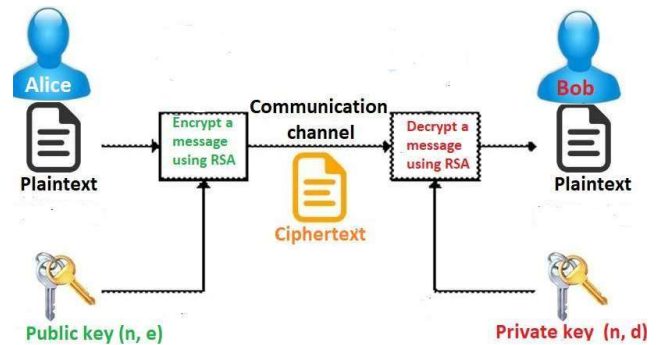 Alice
Bob
Plaintext
Encrypt a
message
using RSA
Communication
channel
Ciphertext
Decrypt a
message
using RSA
Plaintext
Public key (n, e)
Private key (n, d)